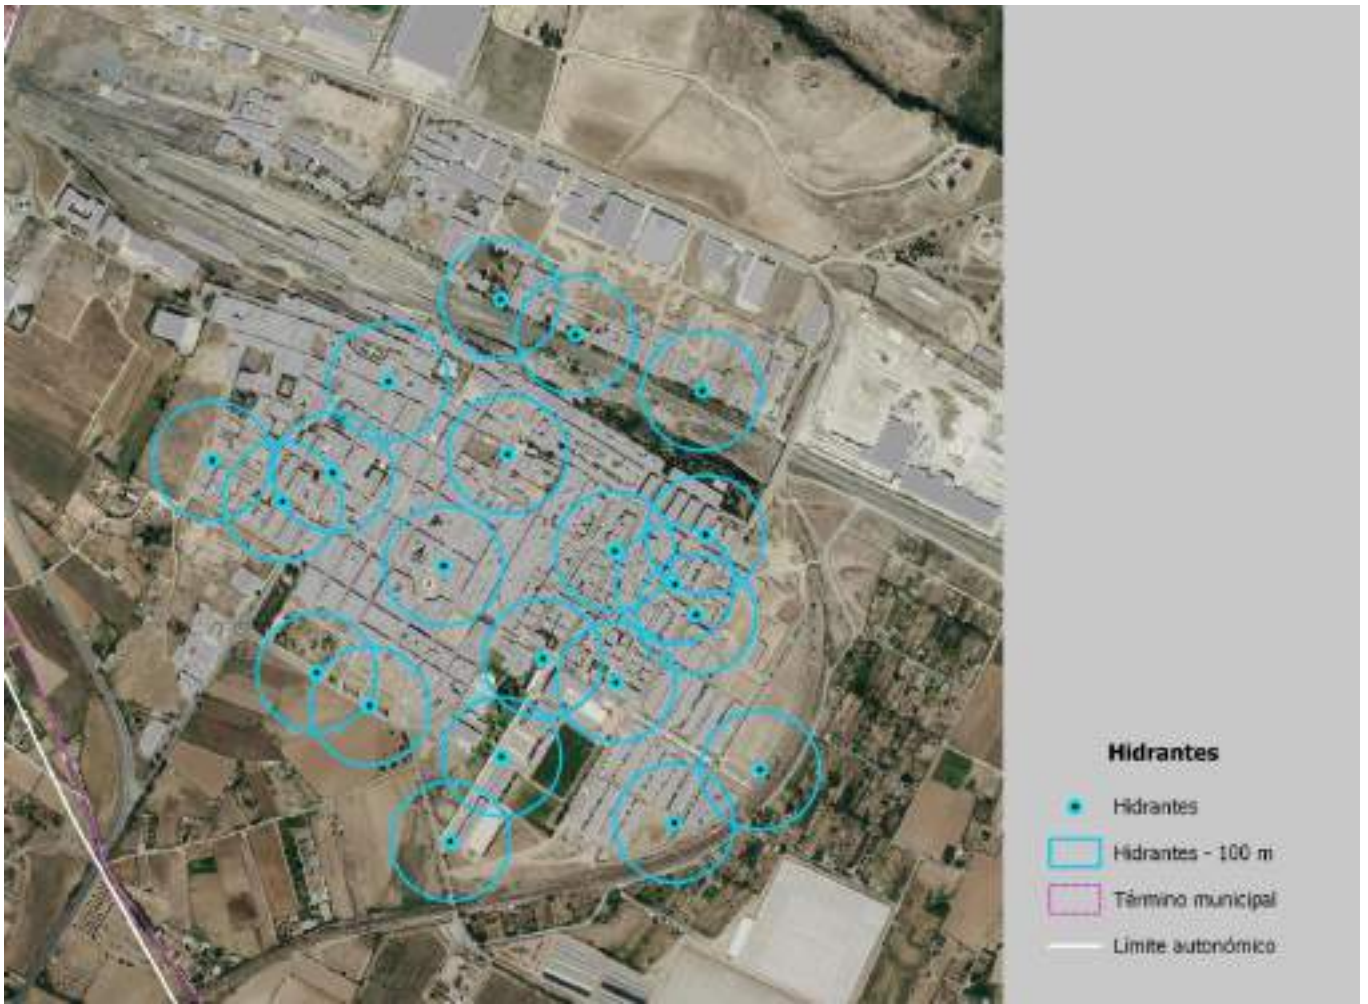 Hidrantes
Hidrantes
Hidrantes - 100 m
Término municipal
Límite autonómico